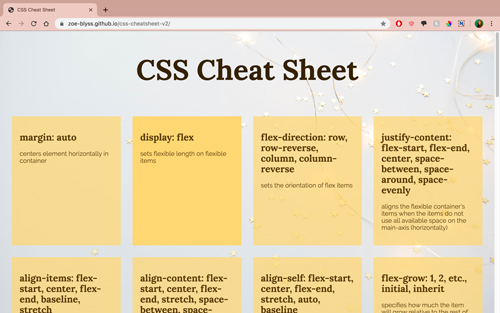 CSS Cheat Sheet
zoe-blyss.github.io/css-cheatsheet-v2/
CSS Cheat Sheet
margin: auto
centers element horizontally in
container
display: flex
sets flexible length on flexible
items
flex-direction: row,
row-reverse,
column, column-
reverse
sets the orientation of flex items
justify-content:
flex-start, flex-end,
center, space-
between, space-
around, space-
evenly
aligns the flexible container's
items when the items do not
use all available space on the
main-axis (horizontally)
align-items: flex-
start, center, flex-
end, baseline,
stretch
align-content: flex-
start, center, flex-
end, stretch, space-
between, space-
align-self: flex-start,
center, flex-end,
stretch, auto,
baseline
flex-grow: 1, 2, etc.,
initial, inherit
specifies how much the item
will grow relative to the rest of